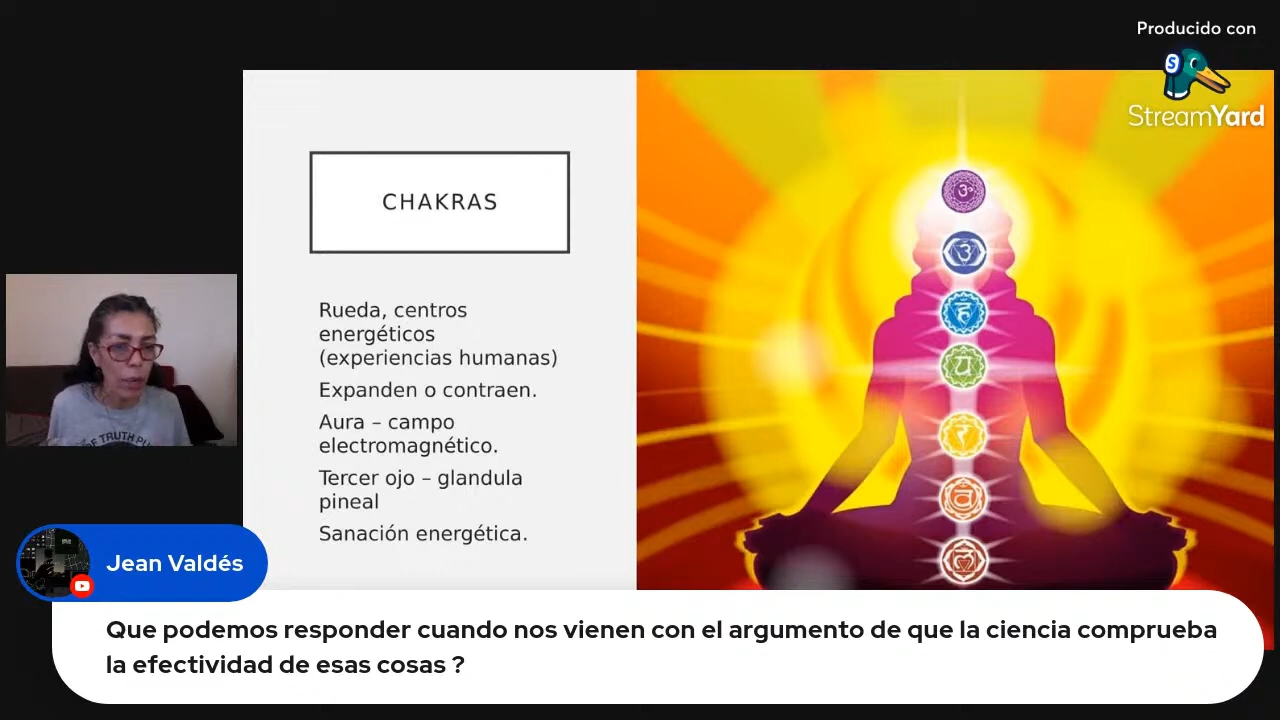 Producido con
S
StreamYard
CHAKRAS
Rueda, centros
energéticos
(experiencias humanas)
Expanden o contraen.
Aura – campo
electromagnético.
Tercer ojo – glandula
pineal
Sanación energética.
OF TRUTH
Jean Valdés
Que podemos responder cuando nos vienen con el argumento de que la ciencia comprueba
la efectividad de esas cosas ?